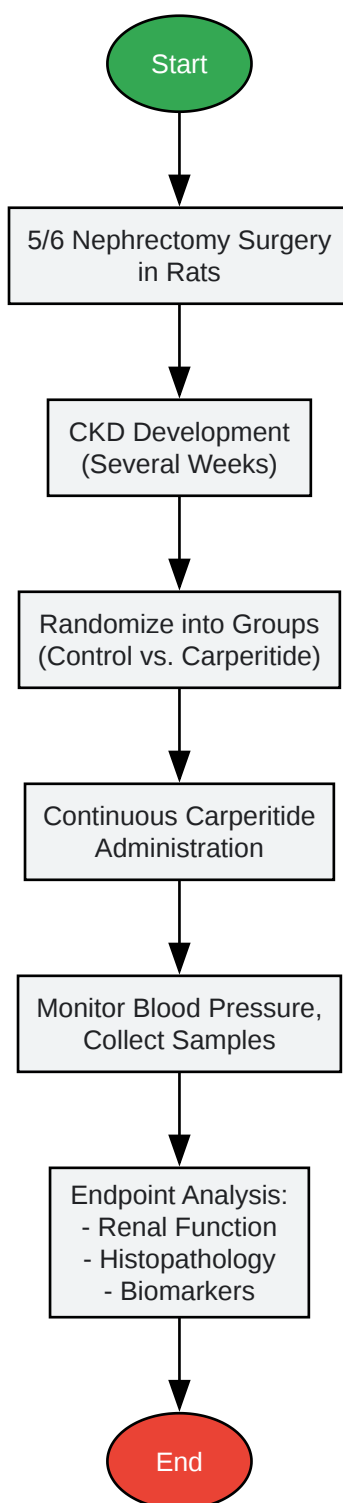 Start
5/6 Nephrectomy Surgery
in Rats
CKD Development
(Several Weeks)
Randomize into Groups
(Control vs. Carperitide)
Continuous Carperitide
Administration
Monitor Blood Pressure,
Collect Samples
Endpoint Analysis:
- Renal Function
- Histopathology
- Biomarkers
End